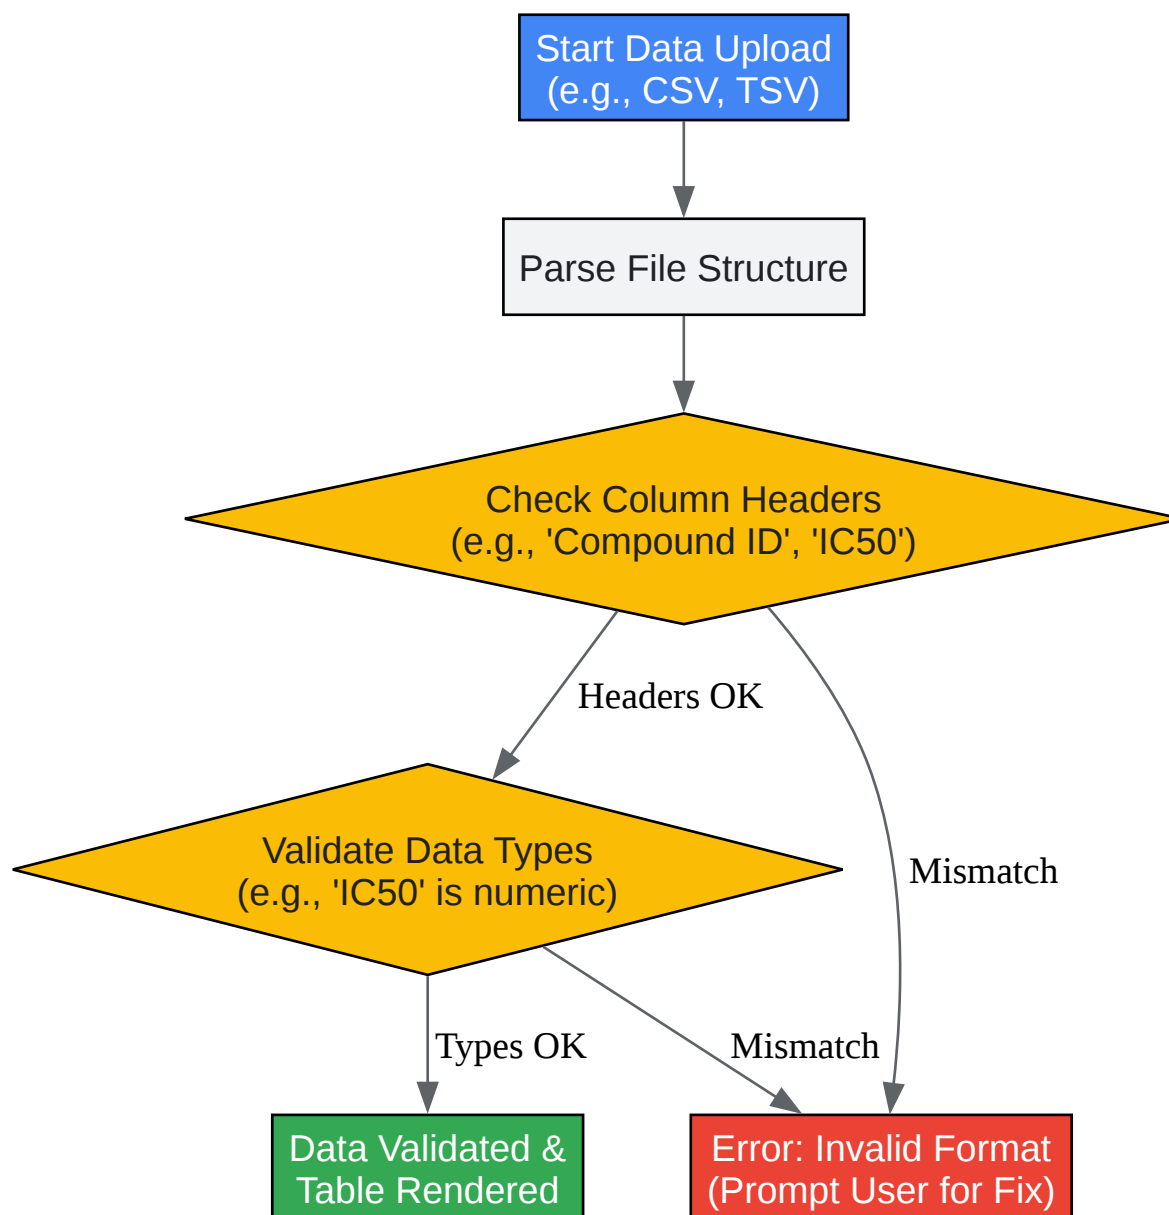 Start Data Upload
(e.g., CSV, TSV)
Parse File Structure
Check Column Headers
(e.g., 'Compound ID', 'IC50')
Headers OK
Validate Data Types
(e.g., 'IC50' is numeric)
Mismatch
Types OK
Mismatch
Data Validated &
Table Rendered
Error: Invalid Format
(Prompt User for Fix)